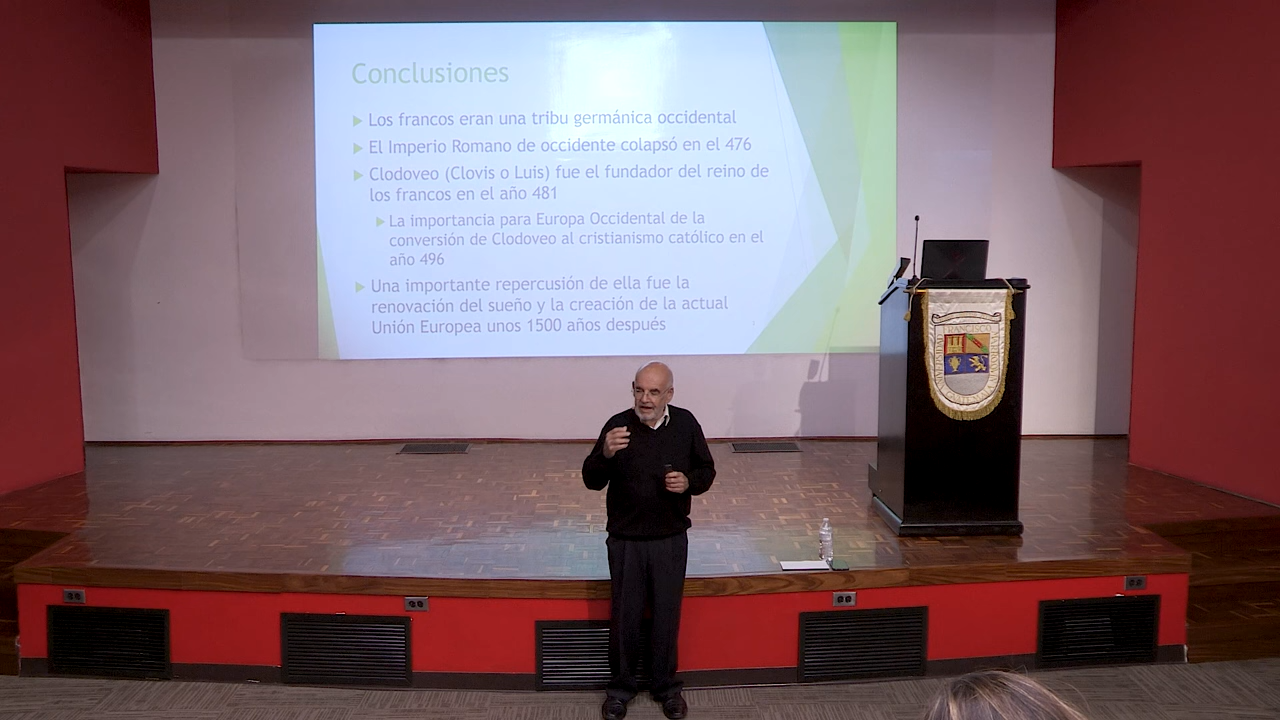 Conclusiones
Los francos eran una tribu germánica occidental
El Imperio Romano de occidente colapsó en el 476
Clodoveo (Clovis o Luis) fue el fundador del reino de
los francos en el año 481
La importancia para Europa Occidental de la
conversión de Clodoveo al cristianismo católico en el
año 496
Una importante repercusión de ella fue la
renovación del sueño y la creación de la actual
Unión Europea unos 1500 años después
FRANCISCO